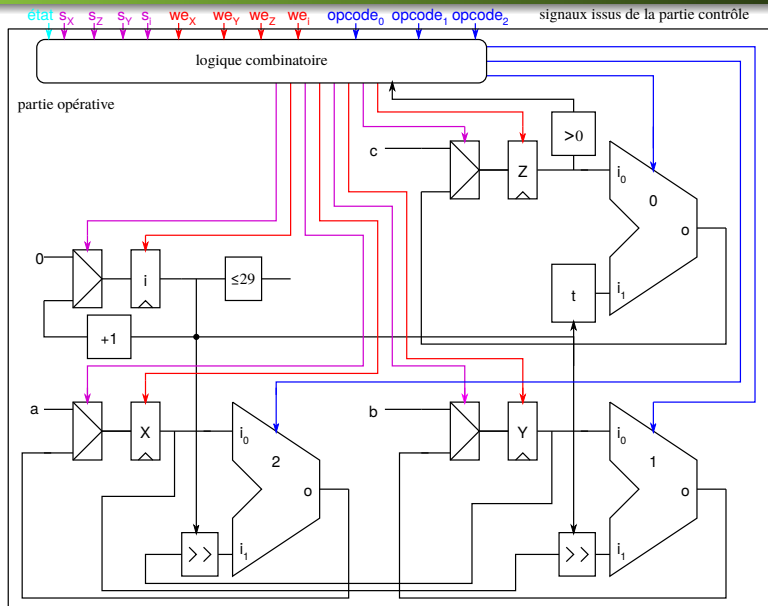 état s_X s_Z s_Y s_i we_X we_Y we_Z we_i opcode_0 opcode_1 opcode_2 signaux issus de la partie contrôle
logique combinatoire
partie opérative
>0
c
Z
i_0
0
o
0
i
≤29
t
i_1
+1
a
X
i_0
2
o
>>
i_1
b
Y
i_0
1
o
>>
i_1